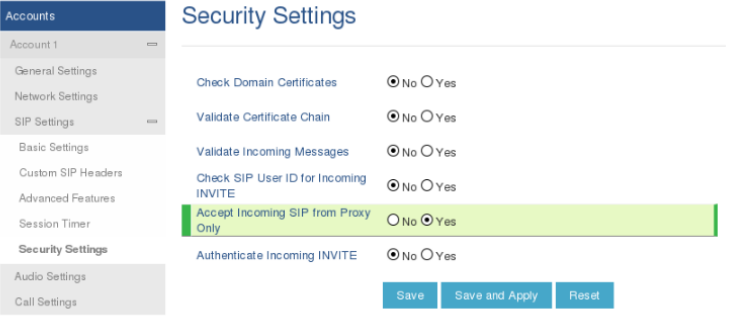 Accounts
Account 1
General Settings
Network Settings
SIP Settings
Basic Settings
Custom SIP Headers
Advanced Features
Session Timer
Security Settings
Audio Settings
Call Settings
Security Settings
Check Domain Certificates No Yes
Validate Certificate Chain No Yes
Validate Incoming Messages No Yes
Check SIP User ID for Incoming
INVITE No Yes
Accept Incoming SIP from Proxy
Only No Yes
Authenticate Incoming INVITE No Yes
Save Save and Apply Reset